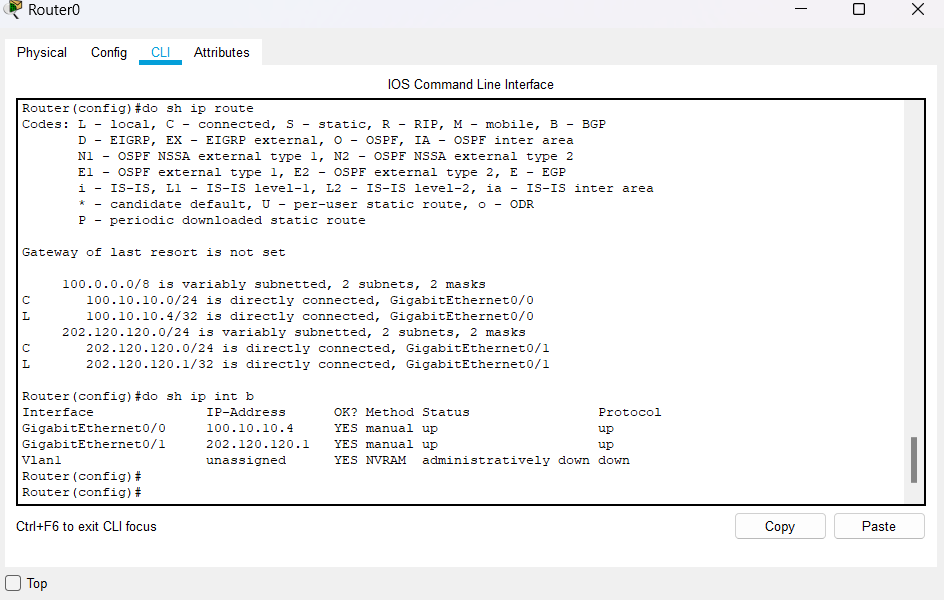 Router0
Physical Config CLI Attributes
IOS Command Line Interface
Router(config)#do sh ip route
Codes: L - local, C - connected, S - static, R - RIP, M - mobile, B - BGP
       D - EIGRP, EX - EIGRP external, O - OSPF, IA - OSPF inter area
       N1 - OSPF NSSA external type 1, N2 - OSPF NSSA external type 2
       E1 - OSPF external type 1, E2 - OSPF external type 2, E - EGP
       i - IS-IS, L1 - IS-IS level-1, L2 - IS-IS level-2, ia - IS-IS inter area
       * - candidate default, U - per-user static route, o - ODR
       P - periodic downloaded static route
Gateway of last resort is not set
     100.0.0.0/8 is variably subnetted, 2 subnets, 2 masks
C       100.10.10.0/24 is directly connected, GigabitEthernet0/0
L       100.10.10.4/32 is directly connected, GigabitEthernet0/0
     202.120.120.0/24 is variably subnetted, 2 subnets, 2 masks
C       202.120.120.0/24 is directly connected, GigabitEthernet0/1
L       202.120.120.1/32 is directly connected, GigabitEthernet0/1
Router(config)#do sh ip int b
Interface              IP-Address      OK? Method Status                Protocol
GigabitEthernet0/0     100.10.10.4     YES manual up                    up
GigabitEthernet0/1     202.120.120.1   YES manual up                    up
Vlan1                  unassigned      YES NVRAM  administratively down down
Router(config)#
Router(config)#
Ctrl+F6 to exit CLI focus
Copy Paste
Top